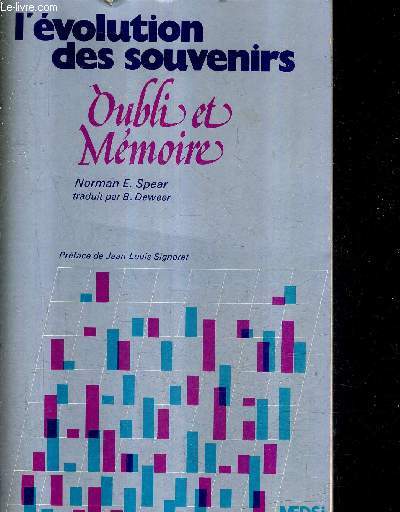 Le-livre.com
l'évolution
des souvenirs
Oubli et
Mémoire
Norman E. Spear
traduit par B. Deweer
Préface de Jean-Louis Signoret
MEDSI